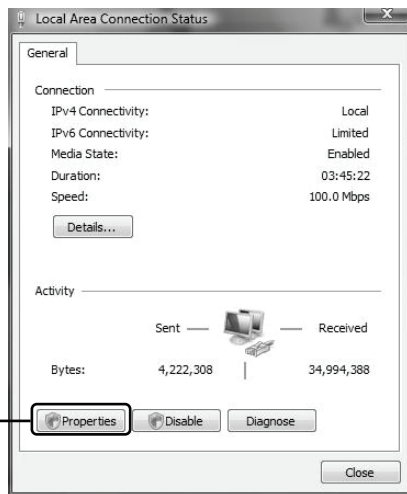 Local Area Connection Status
General
Connection
IPv4 Connectivity: Local
IPv6 Connectivity: Limited
Media State: Enabled
Duration: 03:45:22
Speed: 100.0 Mbps
Details...
Activity
Sent — — Received
Bytes: 4,222,308 | 34,994,388
Properties Disable Diagnose
Close